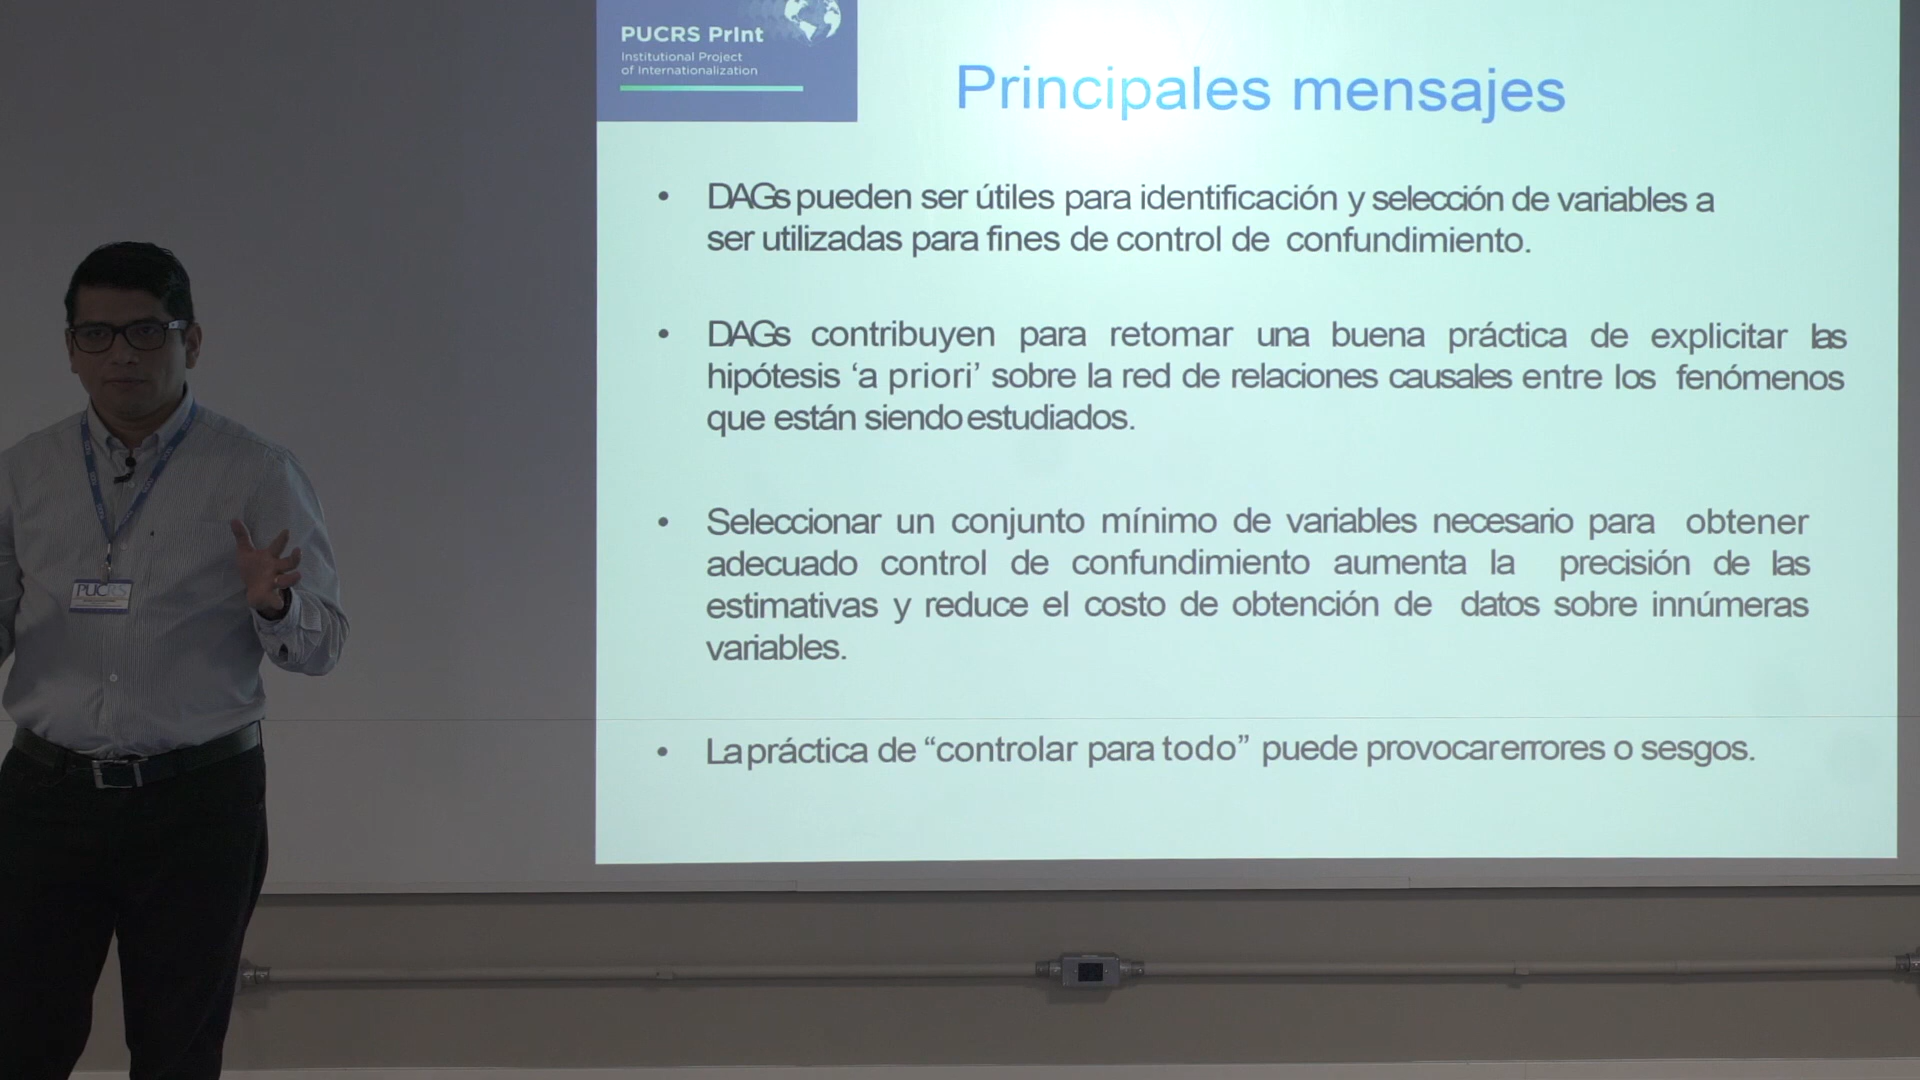 PUCRS PrInt
Institutional Project
of Internationalization
Principales mensajes
• DAGs pueden ser útiles para identificación y selección de variables a
ser utilizadas para fines de control de confundimiento.
• DAGs contribuyen para retomar una buena práctica de explicitar las
hipótesis ‘a priori’ sobre la red de relaciones causales entre los fenómenos
que están siendo estudiados.
• Seleccionar un conjunto mínimo de variables necesario para obtener
adecuado control de confundimiento aumenta la precisión de las
estimativas y reduce el costo de obtención de datos sobre innúmeras
variables.
• La práctica de “controlar para todo” puede provocar errores o sesgos.
PUCRS